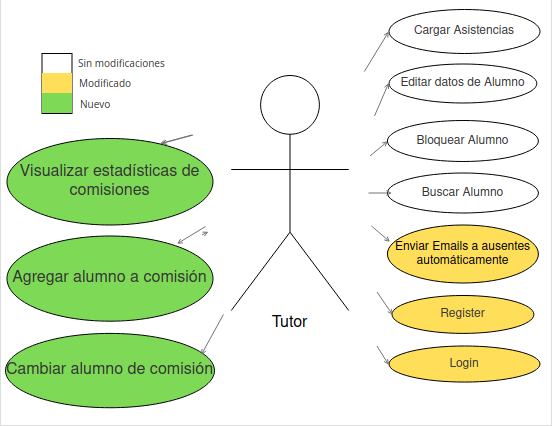 Cargar Asistencias
Sin modificaciones
Modificado
Nuevo
Editar datos de Alumno
Bloquear Alumno
Visualizar estadísticas de
comisiones
Buscar Alumno
Enviar Emails a ausentes
automáticamente
Agregar alumno a comisión
Register
Tutor
Cambiar alumno de comisión
Login